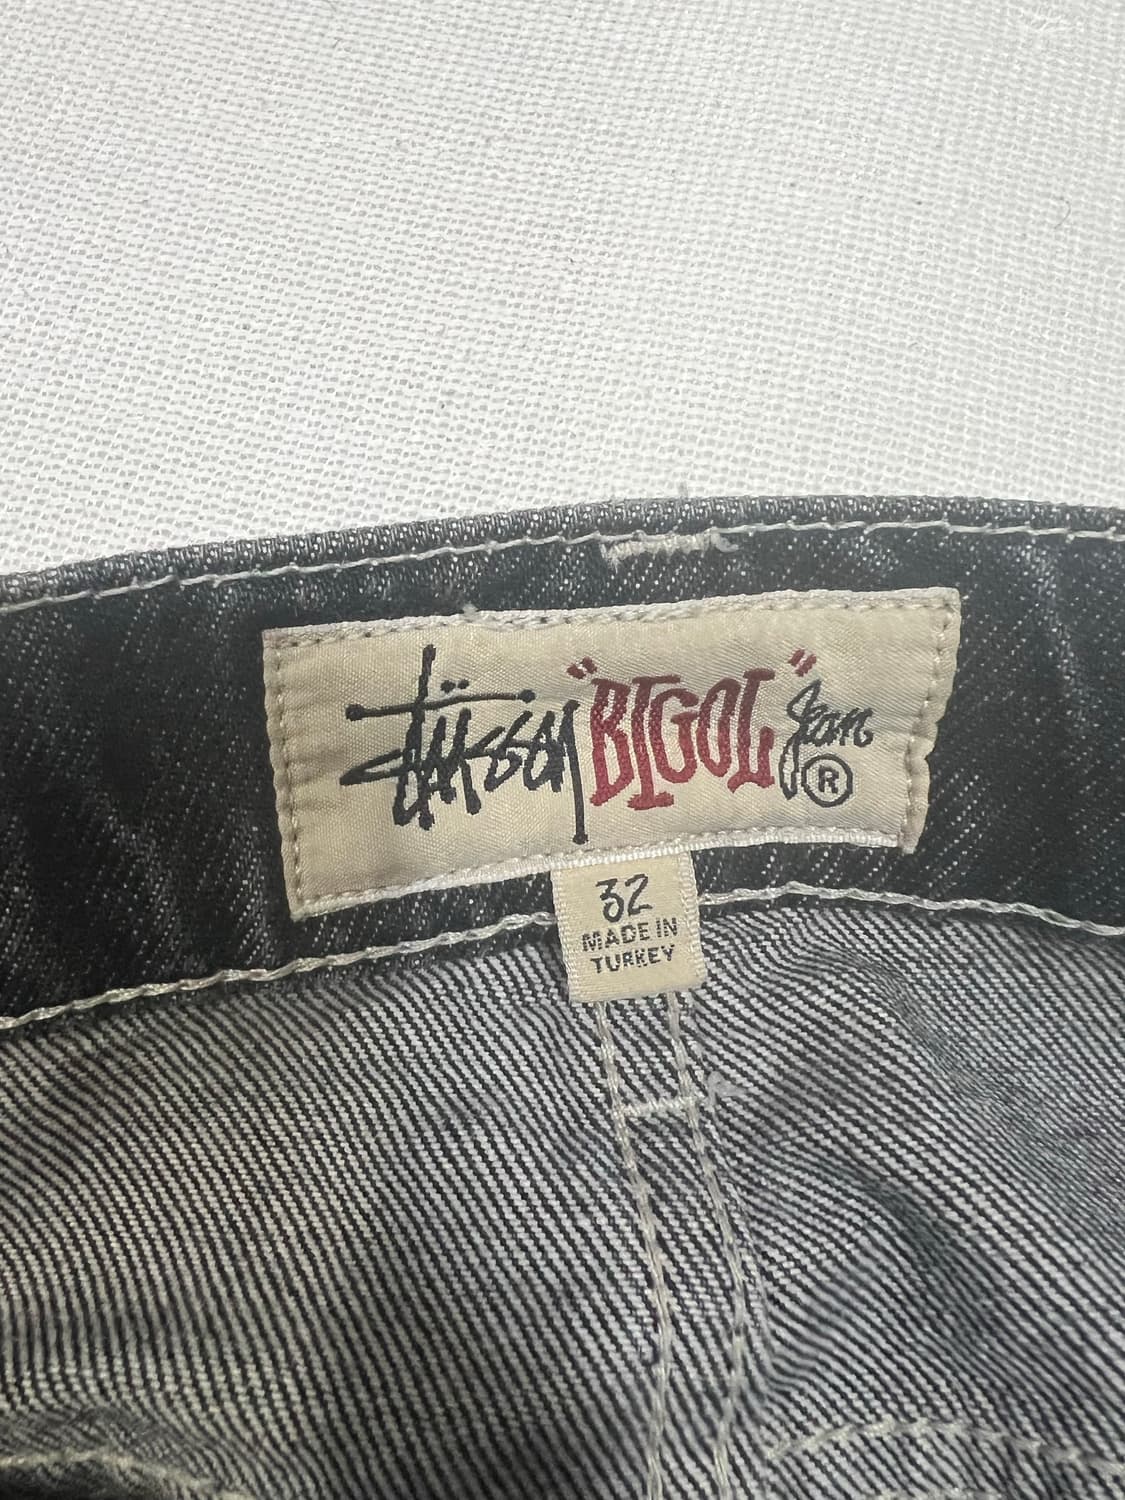 Stüssy "BIGOL" Jean ®
32
MADE IN
TURKEY